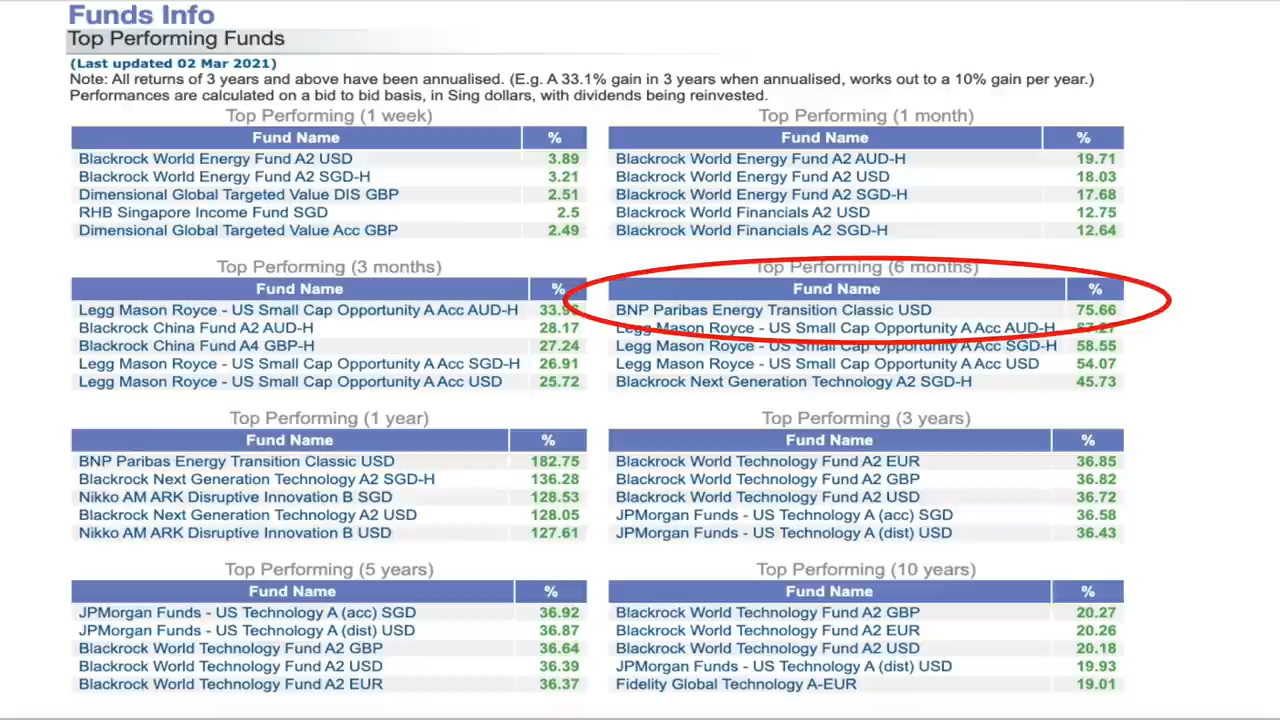 Funds Info
Top Performing Funds
(Last updated 02 Mar 2021)
Note: All returns of 3 years and above have been annualised. (E.g. A 33.1% gain in 3 years when annualised, works out to a 10% gain per year.)
Performances are calculated on a bid to bid basis, in Sing dollars, with dividends being reinvested.
Top Performing (1 week)
Fund Name %
Blackrock World Energy Fund A2 USD 3.89
Blackrock World Energy Fund A2 SGD-H 3.21
Dimensional Global Targeted Value DIS GBP 2.51
RHB Singapore Income Fund SGD 2.5
Dimensional Global Targeted Value Acc GBP 2.49
Top Performing (1 month)
Fund Name %
Blackrock World Energy Fund A2 AUD-H 19.71
Blackrock World Energy Fund A2 USD 18.03
Blackrock World Energy Fund A2 SGD-H 17.68
Blackrock World Financials A2 USD 12.75
Blackrock World Financials A2 SGD-H 12.64
Top Performing (3 months)
Fund Name %
Legg Mason Royce - US Small Cap Opportunity A Acc AUD-H
Blackrock China Fund A2 AUD-H 28.17
Blackrock China Fund A4 GBP-H 27.24
Legg Mason Royce - US Small Cap Opportunity A Acc SGD-H 26.91
Legg Mason Royce - US Small Cap Opportunity A Acc USD 25.72
Top Performing (6 months)
Fund Name %
BNP Paribas Energy Transition Classic USD 75.66
Legg Mason Royce - US Small Cap Opportunity A Acc AUD-H
Legg Mason Royce - US Small Cap Opportunity A Acc SGD-H 58.55
Legg Mason Royce - US Small Cap Opportunity A Acc USD 54.07
Blackrock Next Generation Technology A2 SGD-H 45.73
Top Performing (1 year)
Fund Name %
BNP Paribas Energy Transition Classic USD 182.75
Blackrock Next Generation Technology A2 SGD-H 136.28
Nikko AM ARK Disruptive Innovation B SGD 128.53
Blackrock Next Generation Technology A2 USD 128.05
Nikko AM ARK Disruptive Innovation B USD 127.61
Top Performing (3 years)
Fund Name %
Blackrock World Technology Fund A2 EUR 36.85
Blackrock World Technology Fund A2 GBP 36.82
Blackrock World Technology Fund A2 USD 36.72
JPMorgan Funds - US Technology A (acc) SGD 36.58
JPMorgan Funds - US Technology A (dist) USD 36.43
Top Performing (5 years)
Fund Name %
JPMorgan Funds - US Technology A (acc) SGD 36.92
JPMorgan Funds - US Technology A (dist) USD 36.87
Blackrock World Technology Fund A2 GBP 36.64
Blackrock World Technology Fund A2 USD 36.39
Blackrock World Technology Fund A2 EUR 36.37
Top Performing (10 years)
Fund Name %
Blackrock World Technology Fund A2 GBP 20.27
Blackrock World Technology Fund A2 EUR 20.26
Blackrock World Technology Fund A2 USD 20.18
JPMorgan Funds - US Technology A (dist) USD 19.93
Fidelity Global Technology A-EUR 19.01